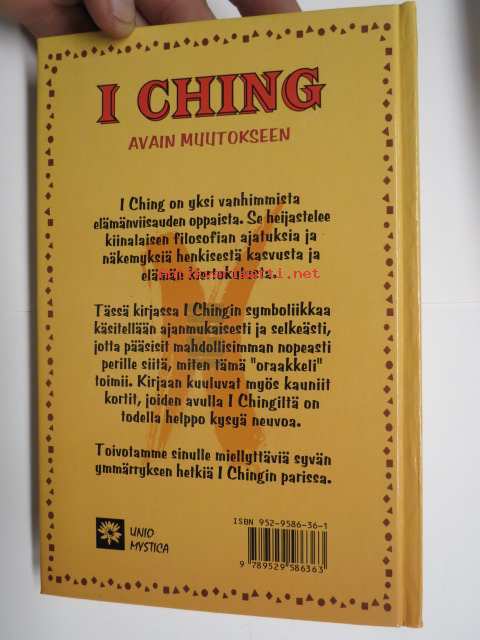 I CHING
AVAIN MUUTOKSEEN
I Ching on yksi vanhimmista
elämänviisauden oppaista. Se heijastelee
kiinalaisen filosofian ajatuksia ja
näkemyksiä henkisestä kasvusta ja
elämän kiertokulusta.
Tässä kirjassa I Chingin symboliikkaa
käsitellään ajanmukaisesti ja selkeästi,
jotta pääsisit mahdollisimman nopeasti
perille siitä, miten tämä "oraakkeli"
toimii. Kirjaan kuuluvat myös kauniit
kortit, joiden avulla I Chingiltä on
todella helppo kysyä neuvoa.
Toivotamme sinulle miellyttäviä syvän
ymmärryksen hetkiä I Chingin parissa.
UNIO
MYSTICA
ISBN 952-9586-36-1
9 789529 586363